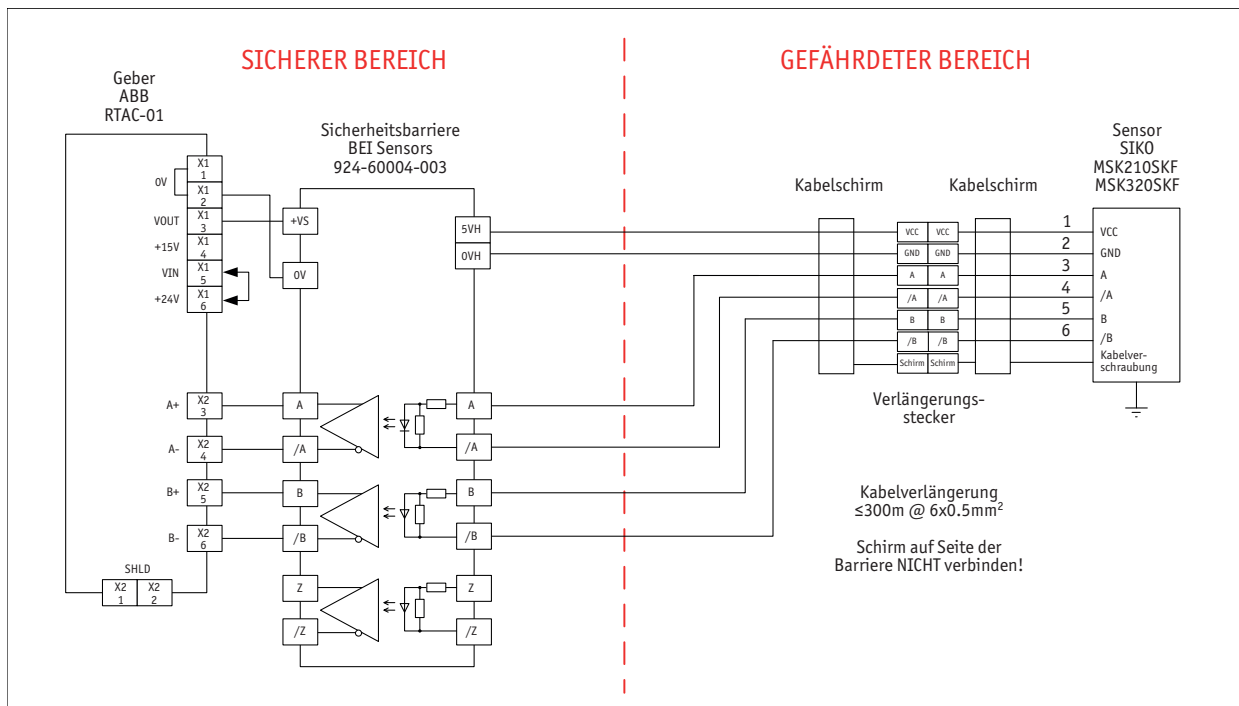 SICHERER BEREICH
GEFÄHRDETER BEREICH
Geber
ABB
RTAC-01
Sicherheitsbarriere
BEI Sensors
924-60004-003
Sensor
SIKO
MSK210SKF
MSK320SKF
Kabelschirm
Kabelschirm
0V
X1
1
X1
2
VOUT
X1
3
+15V
X1
4
VIN
X1
5
+24V
X1
6
+VS
0V
5VH
0VH
VCC
VCC
1
VCC
GND
GND
2
GND
A
A
3
A
/A
/A
4
/A
B
B
5
B
/B
/B
6
/B
Schirm
Schirm
Kabelver-
schraubung
Verlängerungs-
stecker
A+
X2
3
A
A
A-
X2
4
/A
/A
B+
X2
5
B
B
B-
X2
6
/B
/B
SHLD
X2
1
X2
2
Z
Z
/Z
/Z
Kabelverlängerung
≤300m @ 6x0.5mm²
Schirm auf Seite der
Barriere NICHT verbinden!